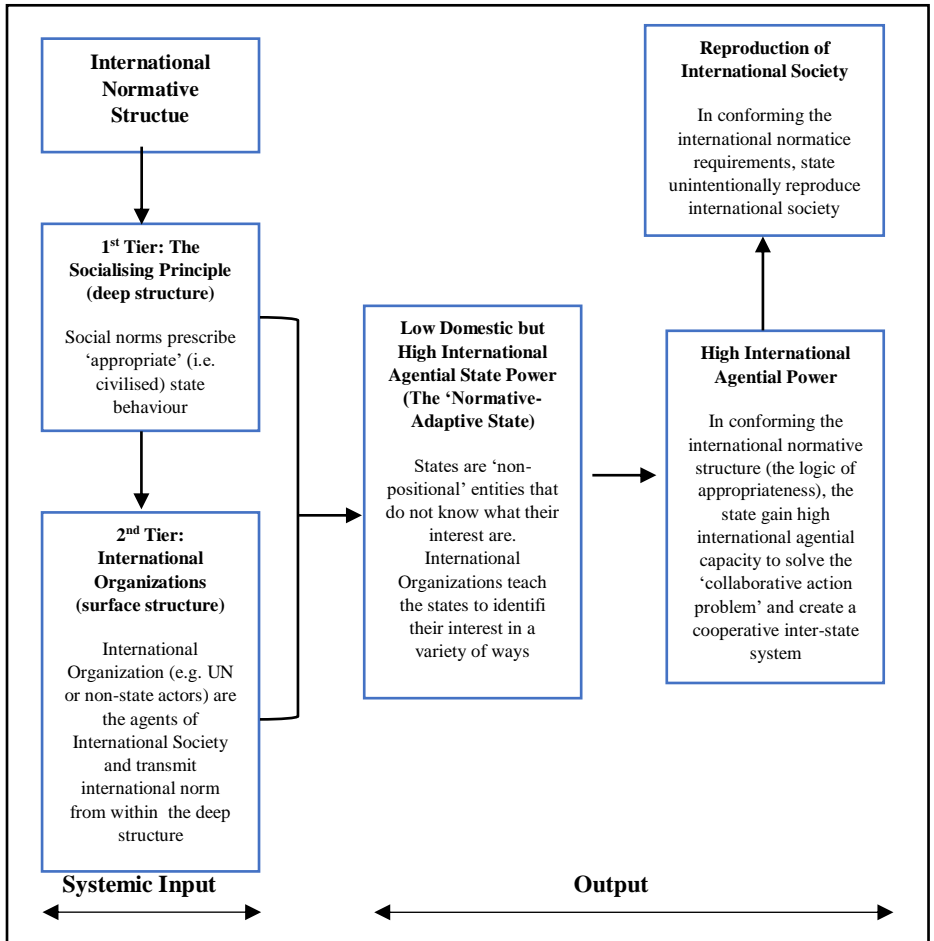 International
Normative
Structue
1st Tier: The
Socialising Principle
(deep structure)
Social norms prescribe
‘appropriate’ (i.e.
civilised) state
behaviour
2nd Tier:
International
Organizations
(surface structure)
International
Organization (e.g. UN
or non-state actors) are
the agents of
International Society
and transmit
international norm
from within the deep
structure
Systemic Input
Low Domestic but
High International
Agential State Power
(The ‘Normative-
Adaptive State)
States are ‘non-
positional’ entities that
do not know what their
interest are.
International
Organizations teach
the states to identifi
their interest in a
variety of ways
Reproduction of
International Society
In conforming the
international normatice
requirements, state
unintentionally reproduce
international society
High International
Agential Power
In conforming the
international normative
structure (the logic of
appropriateness), the
state gain high
international agential
capacity to solve the
‘collaborative action
problem’ and create a
cooperative inter-state
system
Output